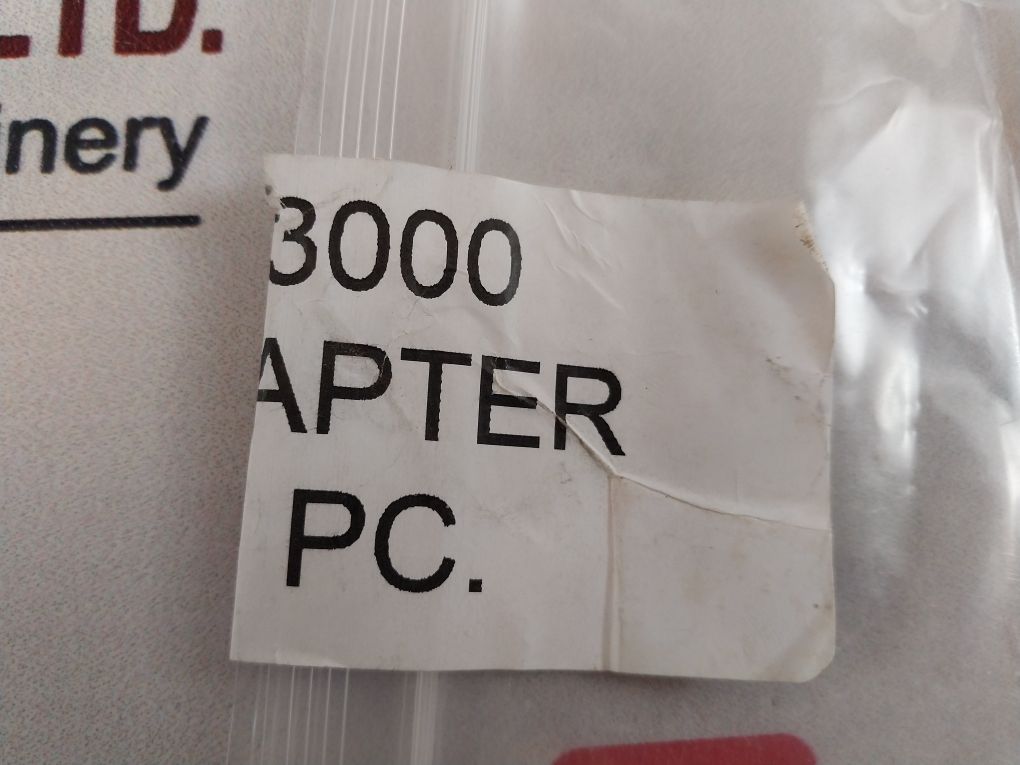 LTD.
inery
3000
APTER
PC.